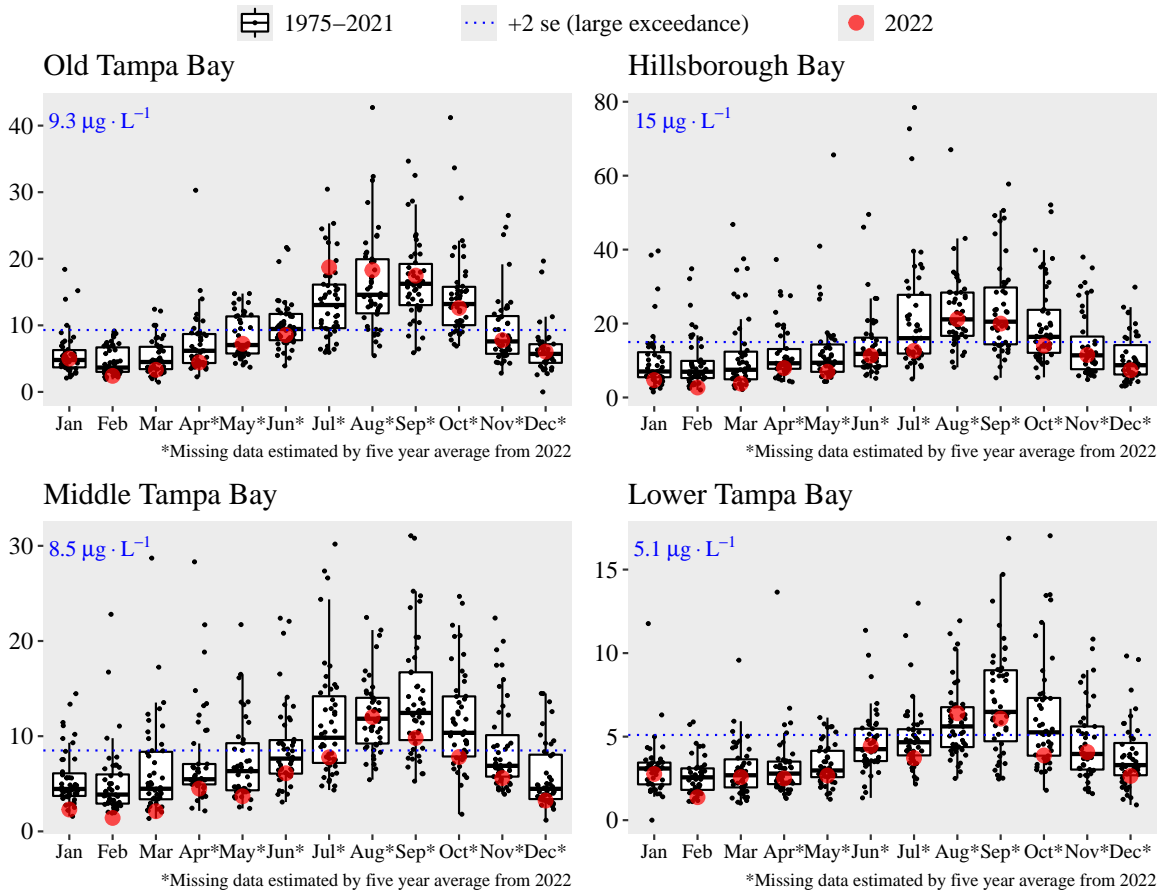 1975–2021 +2 se (large exceedance) 2022
Old Tampa Bay
9.3 μg · L⁻¹
40
30
20
10
0
Jan Feb Mar Apr* May* Jun* Jul* Aug* Sep* Oct* Nov* Dec*
*Missing data estimated by five year average from 2022
Hillsborough Bay
15 μg · L⁻¹
80
60
40
20
0
Jan Feb Mar Apr* May* Jun* Jul* Aug* Sep* Oct* Nov* Dec*
*Missing data estimated by five year average from 2022
Middle Tampa Bay
8.5 μg · L⁻¹
30
20
10
0
Jan Feb Mar Apr* May* Jun* Jul* Aug* Sep* Oct* Nov* Dec*
*Missing data estimated by five year average from 2022
Lower Tampa Bay
5.1 μg · L⁻¹
15
10
5
0
Jan Feb Mar Apr* May* Jun* Jul* Aug* Sep* Oct* Nov* Dec*
*Missing data estimated by five year average from 2022